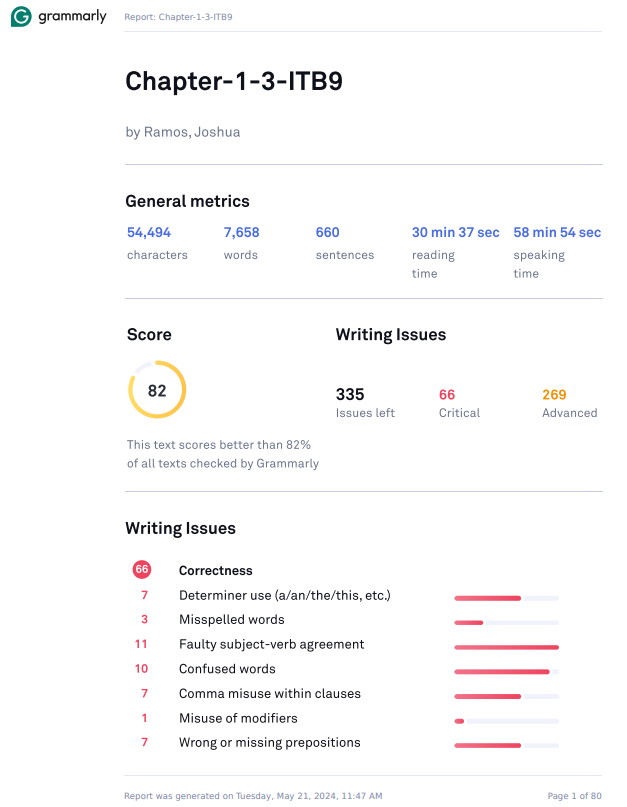 grammarly
Report: Chapter-1-3-ITB9
Chapter-1-3-ITB9
by Ramos, Joshua
General metrics
54,494 7,658 660 30 min 37 sec 58 min 54 sec
characters words sentences reading time speaking time
Score Writing Issues
82
335 66 269
Issues left Critical Advanced
This text scores better than 82%
of all texts checked by Grammarly
Writing Issues
66 Correctness
7 Determiner use (a/an/the/this, etc.)
3 Misspelled words
11 Faulty subject-verb agreement
10 Confused words
7 Comma misuse within clauses
1 Misuse of modifiers
7 Wrong or missing prepositions
Report was generated on Tuesday, May 21, 2024, 11:47 AM Page 1 of 80